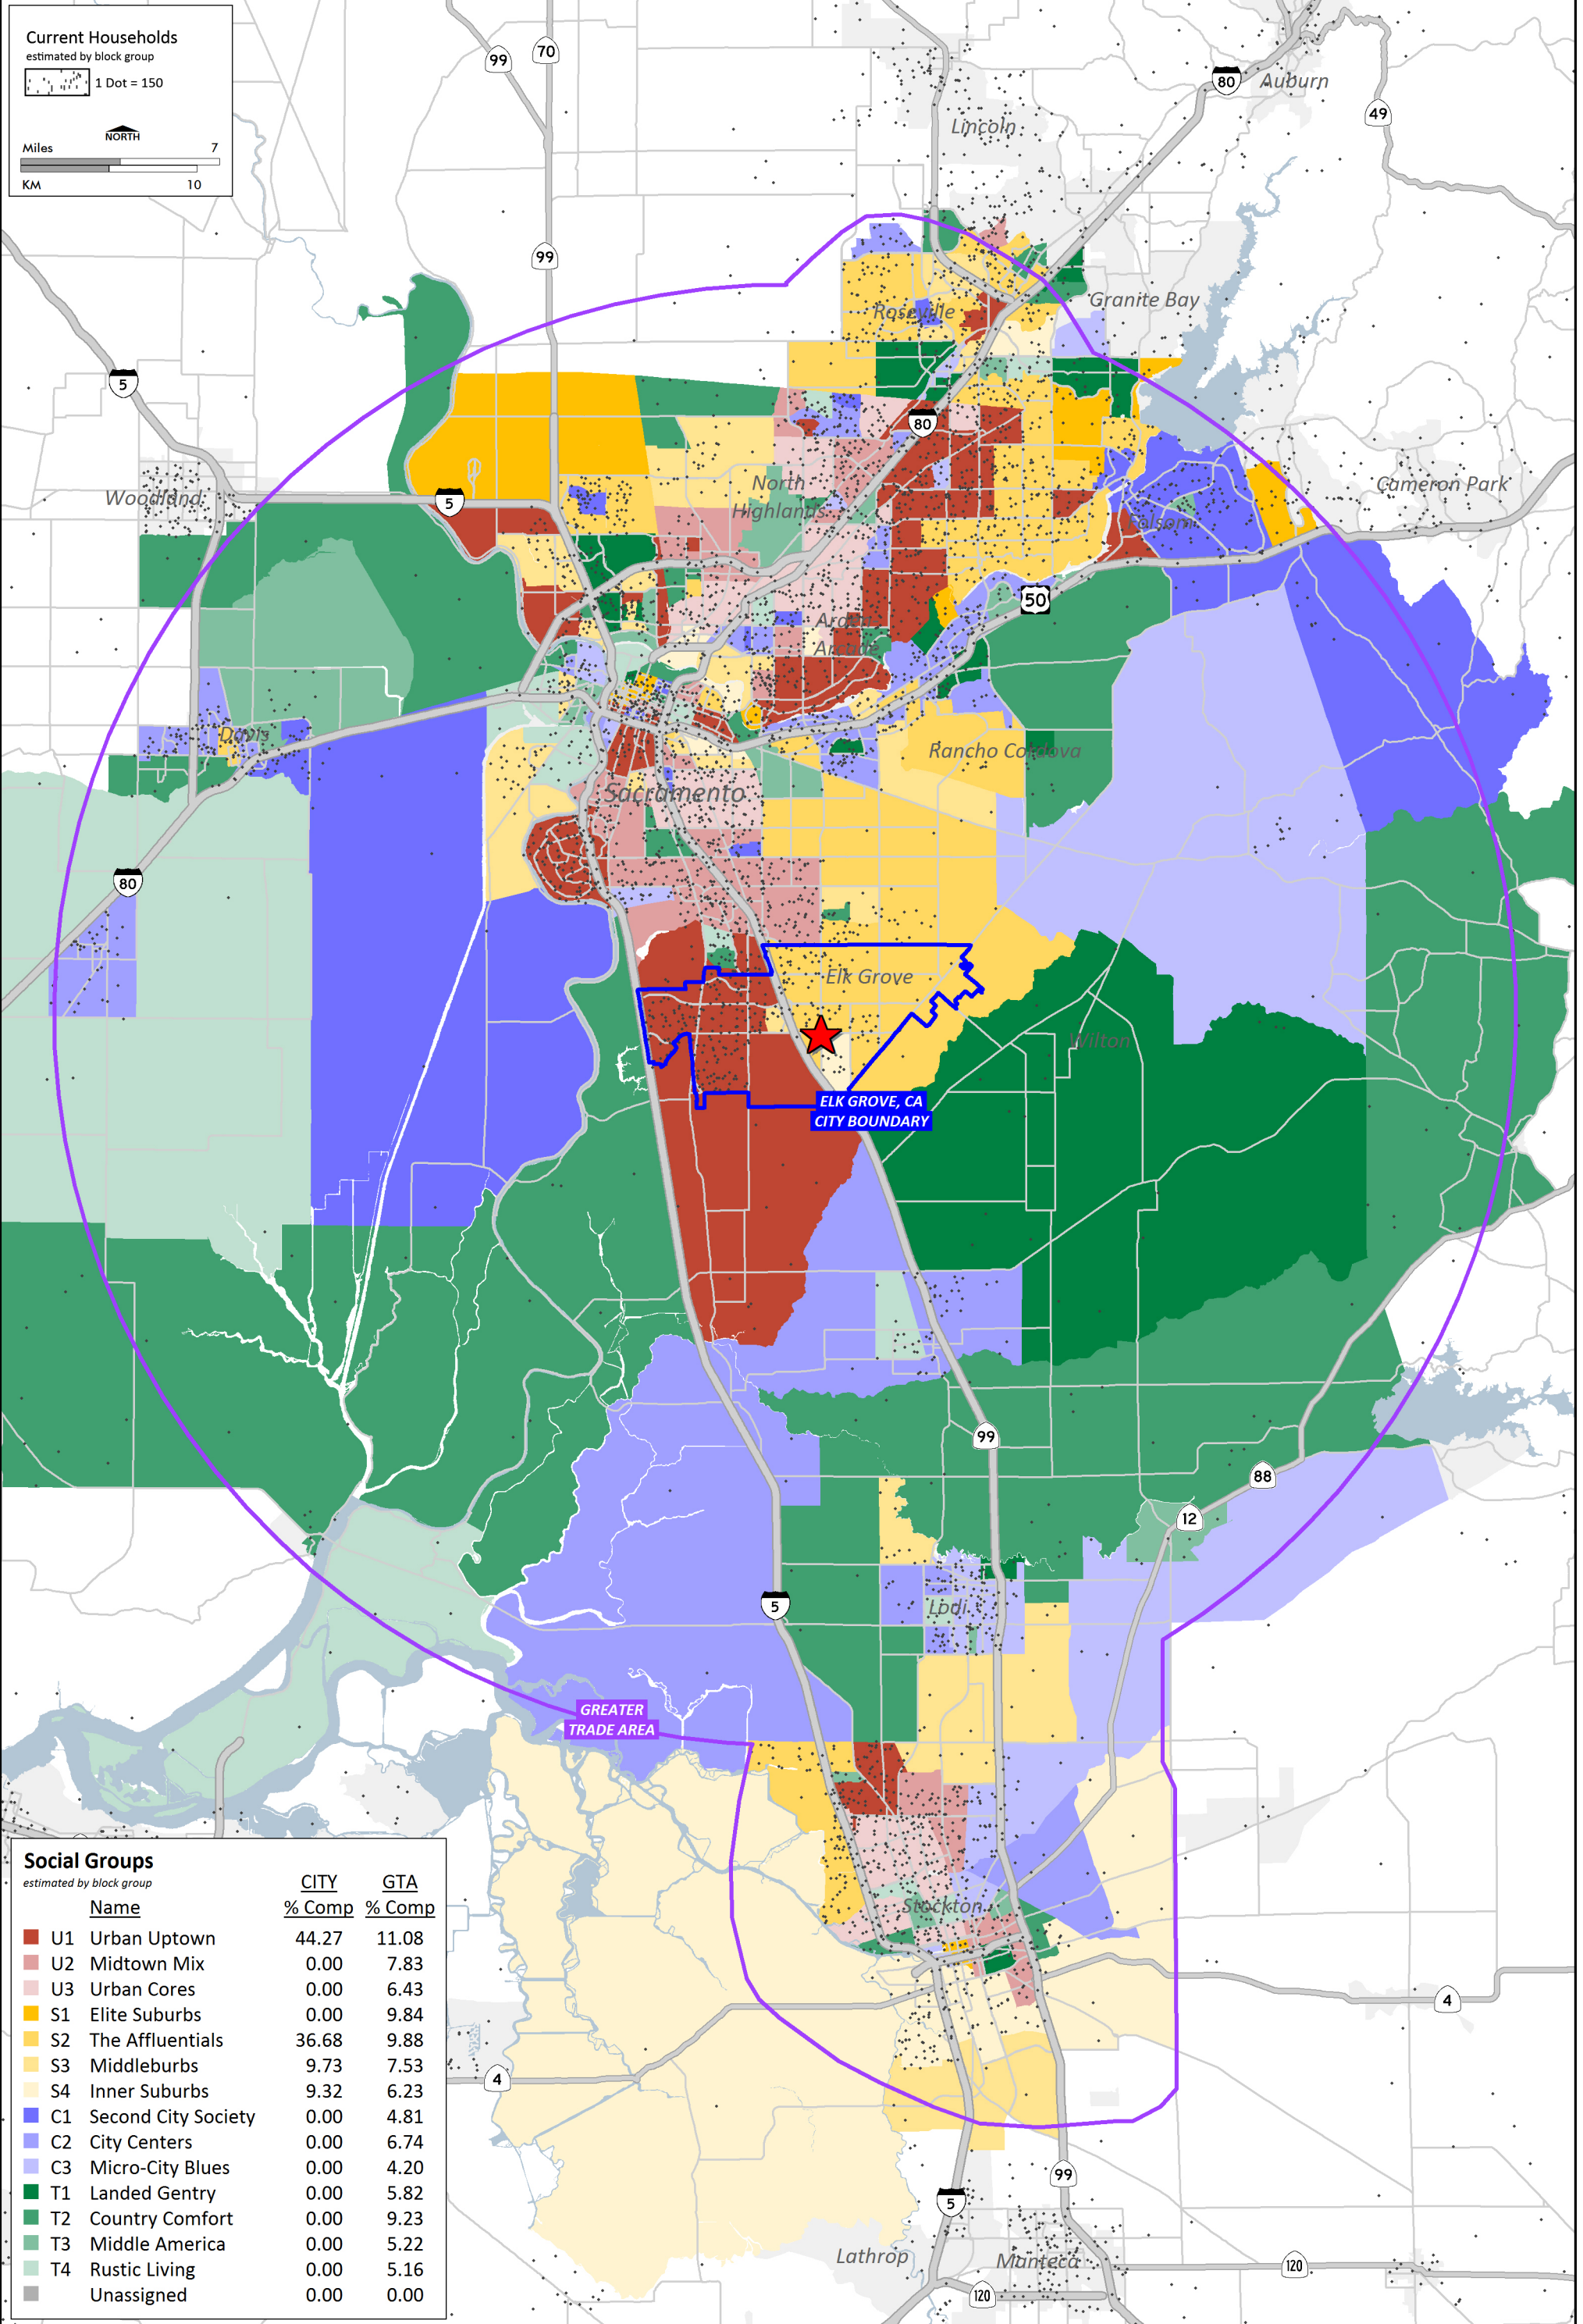 Current Households
estimated by block group
1 Dot = 150
NORTH
Miles 7
KM 10
99
70
80
Auburn
49
Lincoln
99
Granite Bay
Roseville
5
80
Woodland
5
North
Highlands
Cameron Park
Folsom
50
Arden
Arcade
Davis
Rancho Cordova
Sacramento
80
Elk Grove
Wilton
ELK GROVE, CA
CITY BOUNDARY
99
88
12
5
Lodi
GREATER
TRADE AREA
Stockton
4
4
99
5
Lathrop
Manteca
120
120
Social Groups
estimated by block group
CITY GTA
Name % Comp % Comp
U1 Urban Uptown 44.27 11.08
U2 Midtown Mix 0.00 7.83
U3 Urban Cores 0.00 6.43
S1 Elite Suburbs 0.00 9.84
S2 The Affluentials 36.68 9.88
S3 Middleburbs 9.73 7.53
S4 Inner Suburbs 9.32 6.23
C1 Second City Society 0.00 4.81
C2 City Centers 0.00 6.74
C3 Micro-City Blues 0.00 4.20
T1 Landed Gentry 0.00 5.82
T2 Country Comfort 0.00 9.23
T3 Middle America 0.00 5.22
T4 Rustic Living 0.00 5.16
Unassigned 0.00 0.00